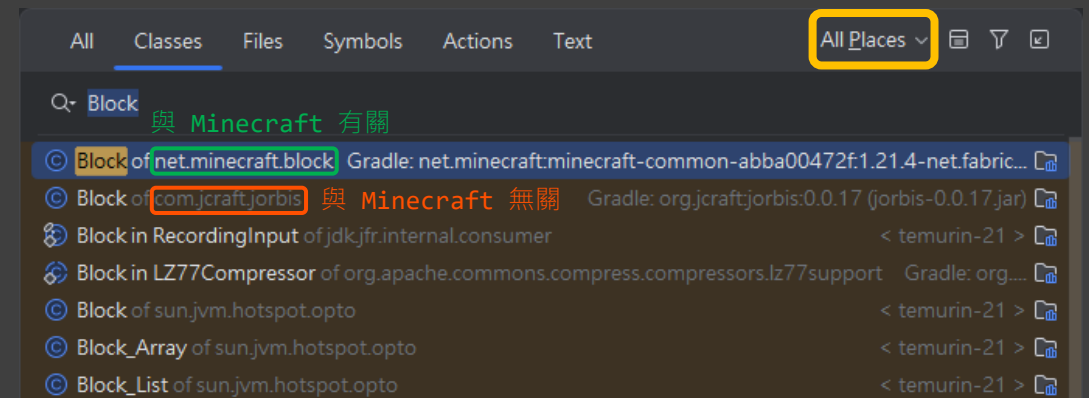 All Classes Files Symbols Actions Text All Places
Block
與 Minecraft 有關
Block of net.minecraft.block Gradle: net.minecraft:minecraft-common-abba00472f:1.21.4-net.fabric...
Block of com.jcraft.jorbis 與 Minecraft 無關 Gradle: org.jcraft:jorbis:0.0.17 (jorbis-0.0.17.jar)
Block in RecordingInput of jdk.jfr.internal.consumer < temurin-21 >
Block in LZ77Compressor of org.apache.commons.compress.compressors.lz77support Gradle: org....
Block of sun.jvm.hotspot.opto < temurin-21 >
Block_Array of sun.jvm.hotspot.opto < temurin-21 >
Block_List of sun.jvm.hotspot.opto < temurin-21 >